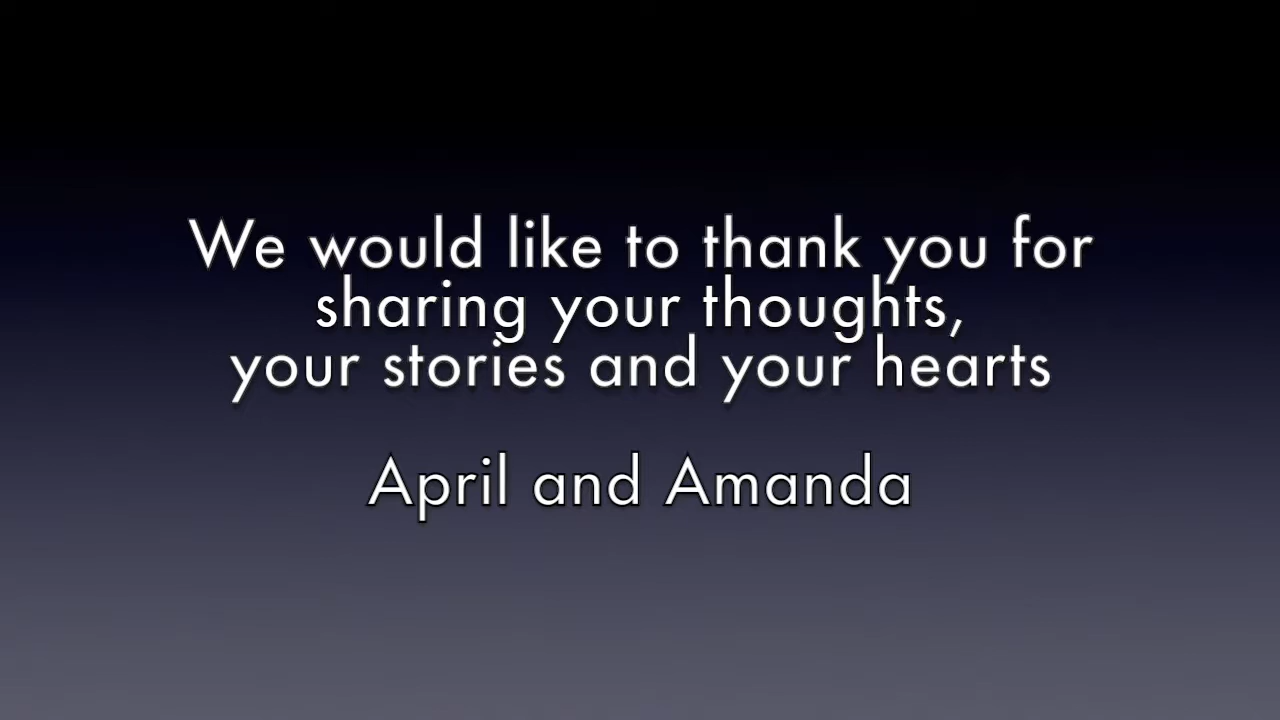 We would like to thank you for
sharing your thoughts,
your stories and your hearts
April and Amanda